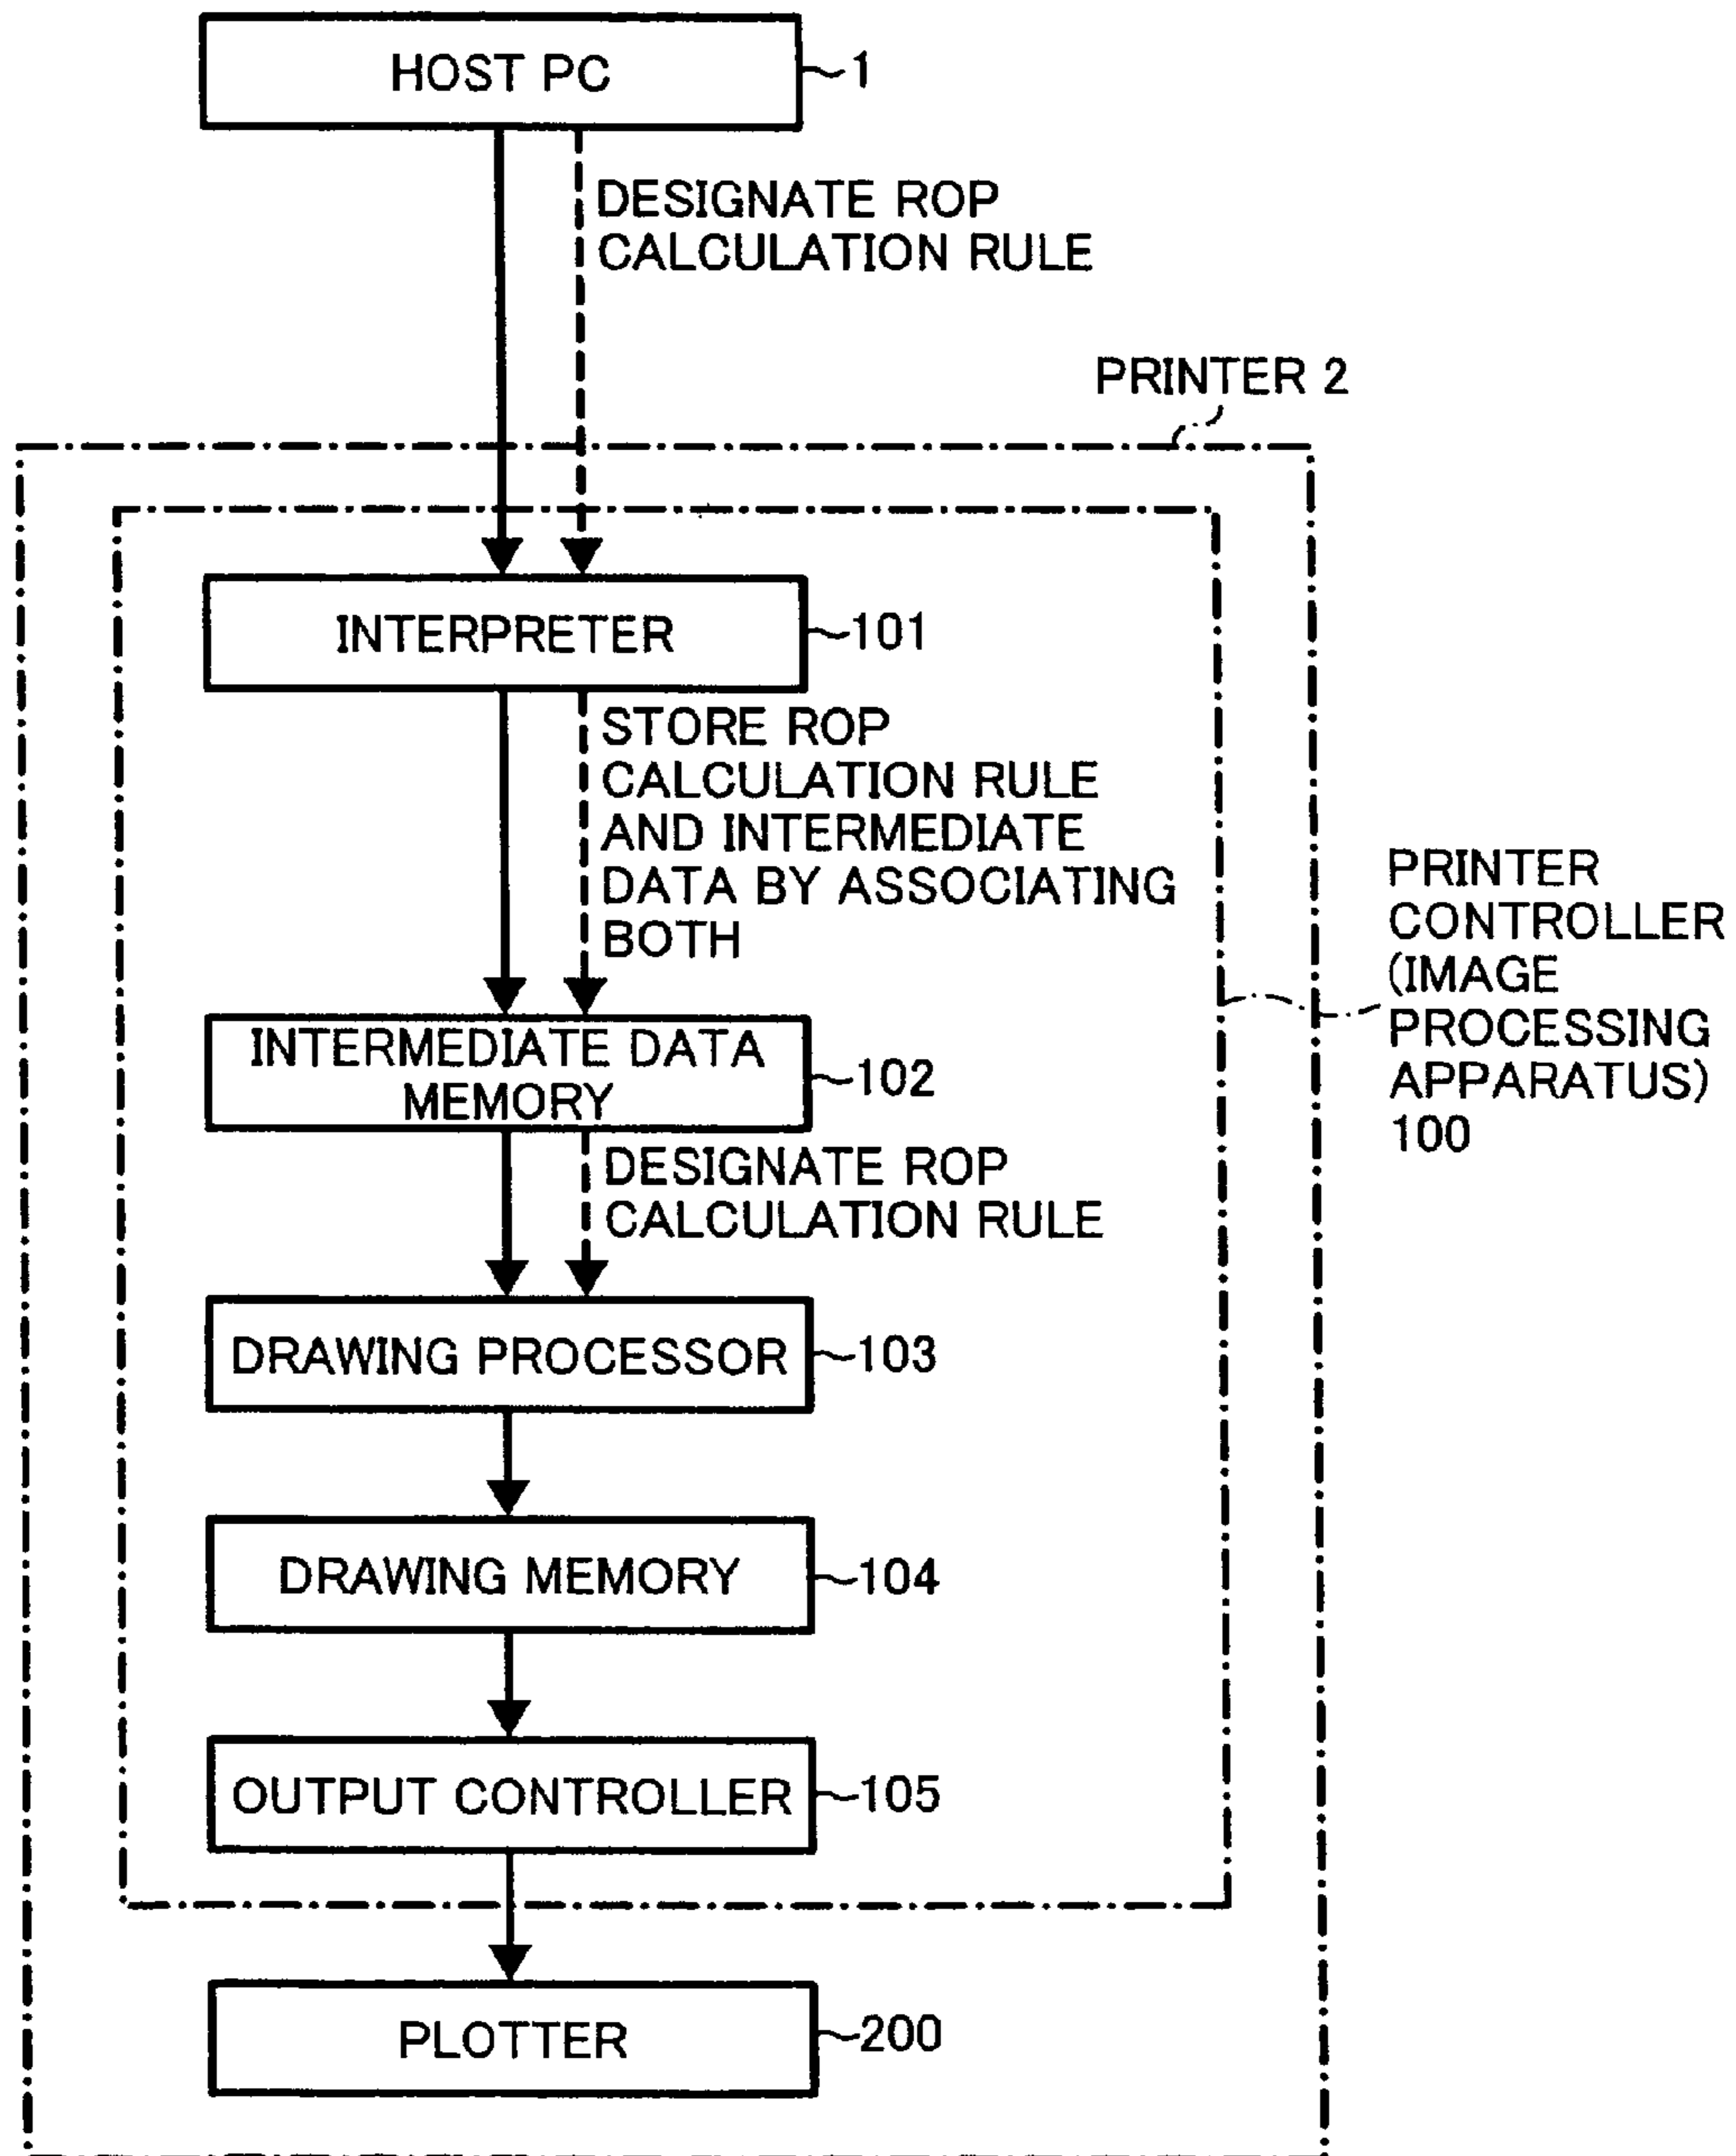 HOST PC
1
DESIGNATE ROP
CALCULATION RULE
PRINTER 2
INTERPRETER
101
STORE ROP
CALCULATION RULE
AND INTERMEDIATE
DATA BY ASSOCIATING
BOTH
PRINTER
CONTROLLER
(IMAGE
PROCESSING
APPARATUS)
100
INTERMEDIATE DATA
MEMORY
102
DESIGNATE ROP
CALCULATION RULE
DRAWING PROCESSOR
103
DRAWING MEMORY
104
OUTPUT CONTROLLER
105
PLOTTER
200